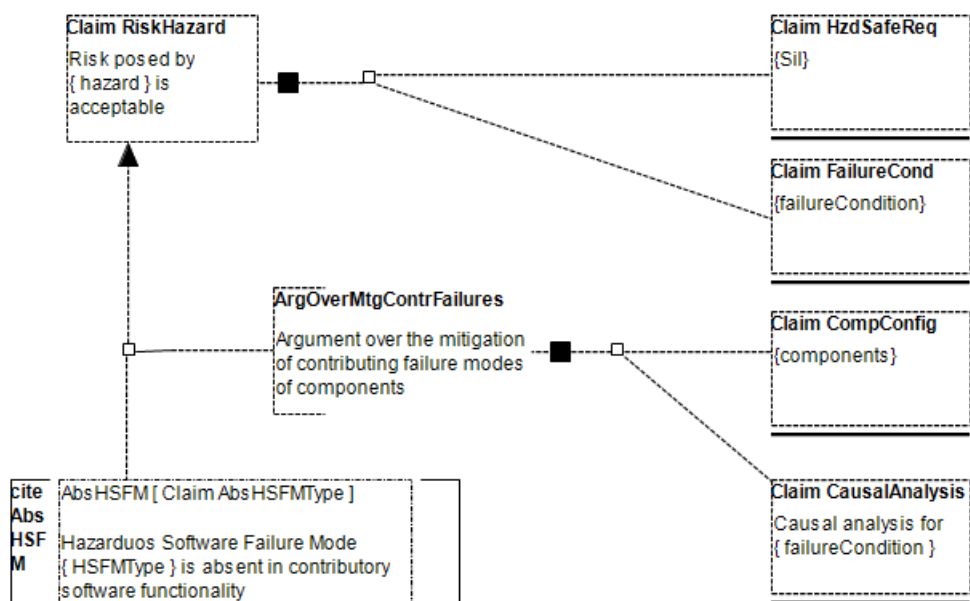 Claim RiskHazard
Risk posed by
{ hazard } is
acceptable
Claim HzdSafeReq
{Sil}
Claim FailureCond
{failureCondition}
ArgOverMtgContrFailures
Argument over the mitigation
of contributing failure modes
of components
Claim CompConfig
{components}
Claim CausalAnalysis
Causal analysis for
{ failureCondition }
cite
Abs
HSF
M
AbsHSFM [ Claim AbsHSFMType ]
Hazarduos Software Failure Mode
{ HSFMType } is absent in contributory
software functionality